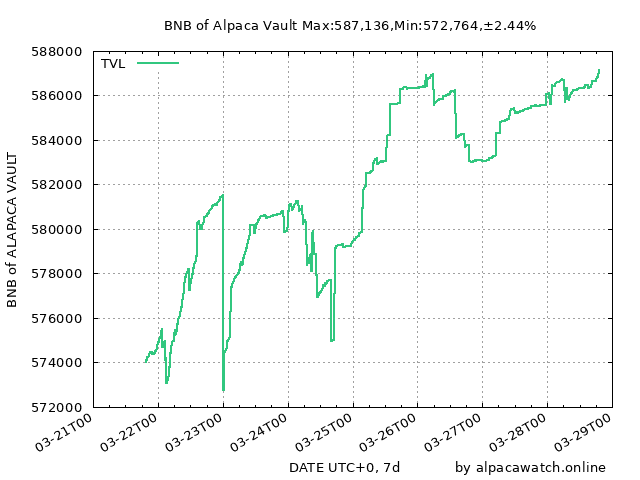 BNB of Alpaca Vault Max:587,136,Min:572,764,±2.44%
TVL
588000
586000
584000
582000
580000
578000
576000
574000
572000
BNB of ALAPACA VAULT
03-21T00
03-22T00
03-23T00
03-24T00
03-25T00
03-26T00
03-27T00
03-28T00
03-29T00
DATE UTC+0, 7d
by alpacawatch.online